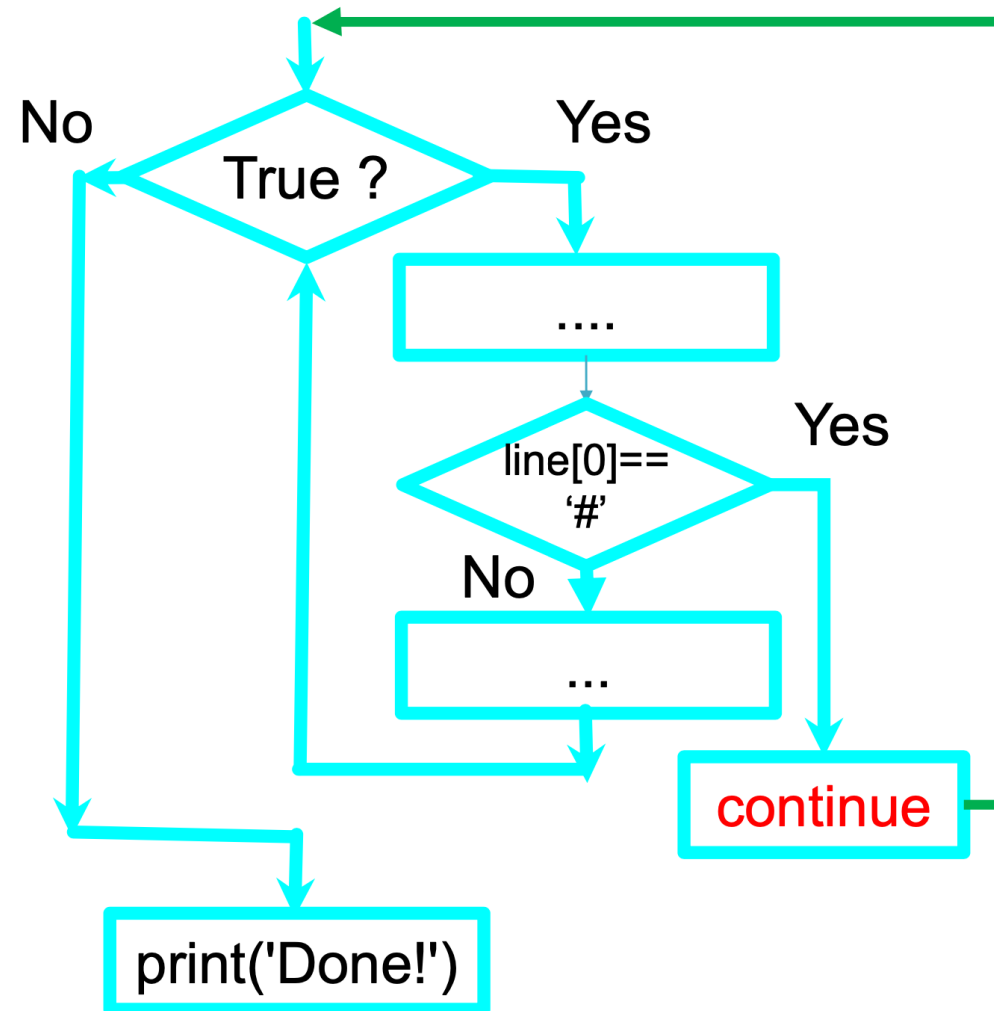 No
Yes
True ?
....
Yes
line[0]==
‘#’
No
...
continue
print('Done!')